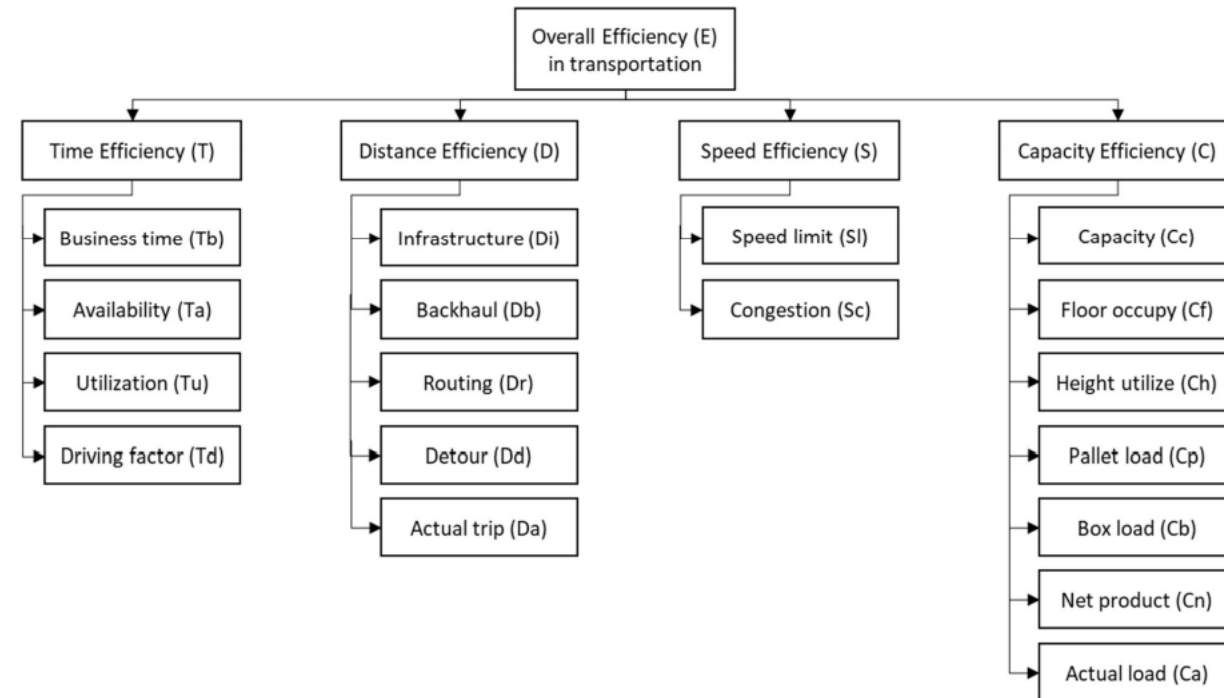 Overall Efficiency (E)
in transportation
Time Efficiency (T)
Distance Efficiency (D)
Speed Efficiency (S)
Capacity Efficiency (C)
Business time (Tb)
Availability (Ta)
Utilization (Tu)
Driving factor (Td)
Infrastructure (Di)
Backhaul (Db)
Routing (Dr)
Detour (Dd)
Actual trip (Da)
Speed limit (Sl)
Congestion (Sc)
Capacity (Cc)
Floor occupy (Cf)
Height utilize (Ch)
Pallet load (Cp)
Box load (Cb)
Net product (Cn)
Actual load (Ca)